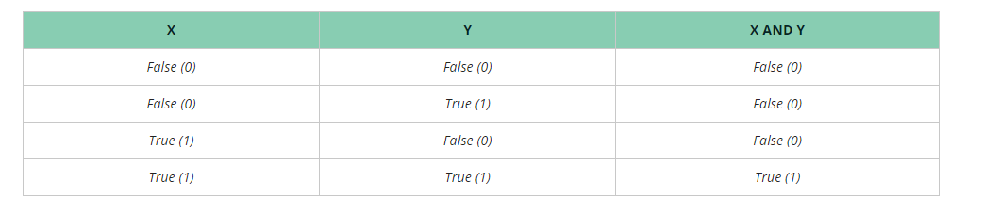 X Y X AND Y
False (0) False (0) False (0)
False (0) True (1) False (0)
True (1) False (0) False (0)
True (1) True (1) True (1)